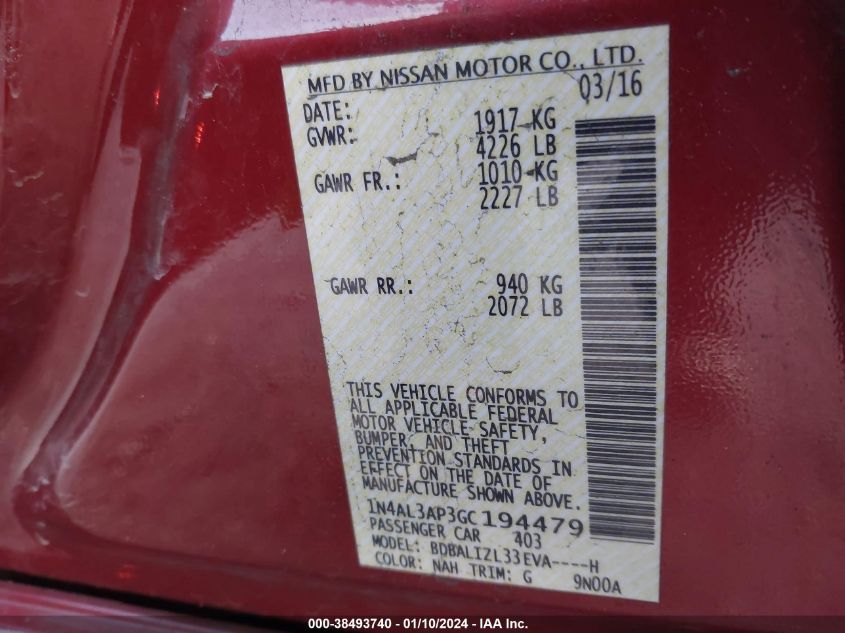 MFD BY NISSAN MOTOR CO., LTD.
DATE: 03/16
GVWR: 1917 KG
4226 LB
GAWR FR.: 1010 KG
2227 LB
GAWR RR.: 940 KG
2072 LB
THIS VEHICLE CONFORMS TO
ALL APPLICABLE FEDERAL
MOTOR VEHICLE SAFETY,
BUMPER, AND THEFT
PREVENTION STANDARDS IN
EFFECT ON THE DATE OF
MANUFACTURE SHOWN ABOVE.
1N4AL3AP3GC194479
PASSENGER CAR 403
MODEL: BDBALIZL33EVA----H
COLOR: NAH TRIM: G 9N00A
000-38493740 - 01/10/2024 - IAA Inc.